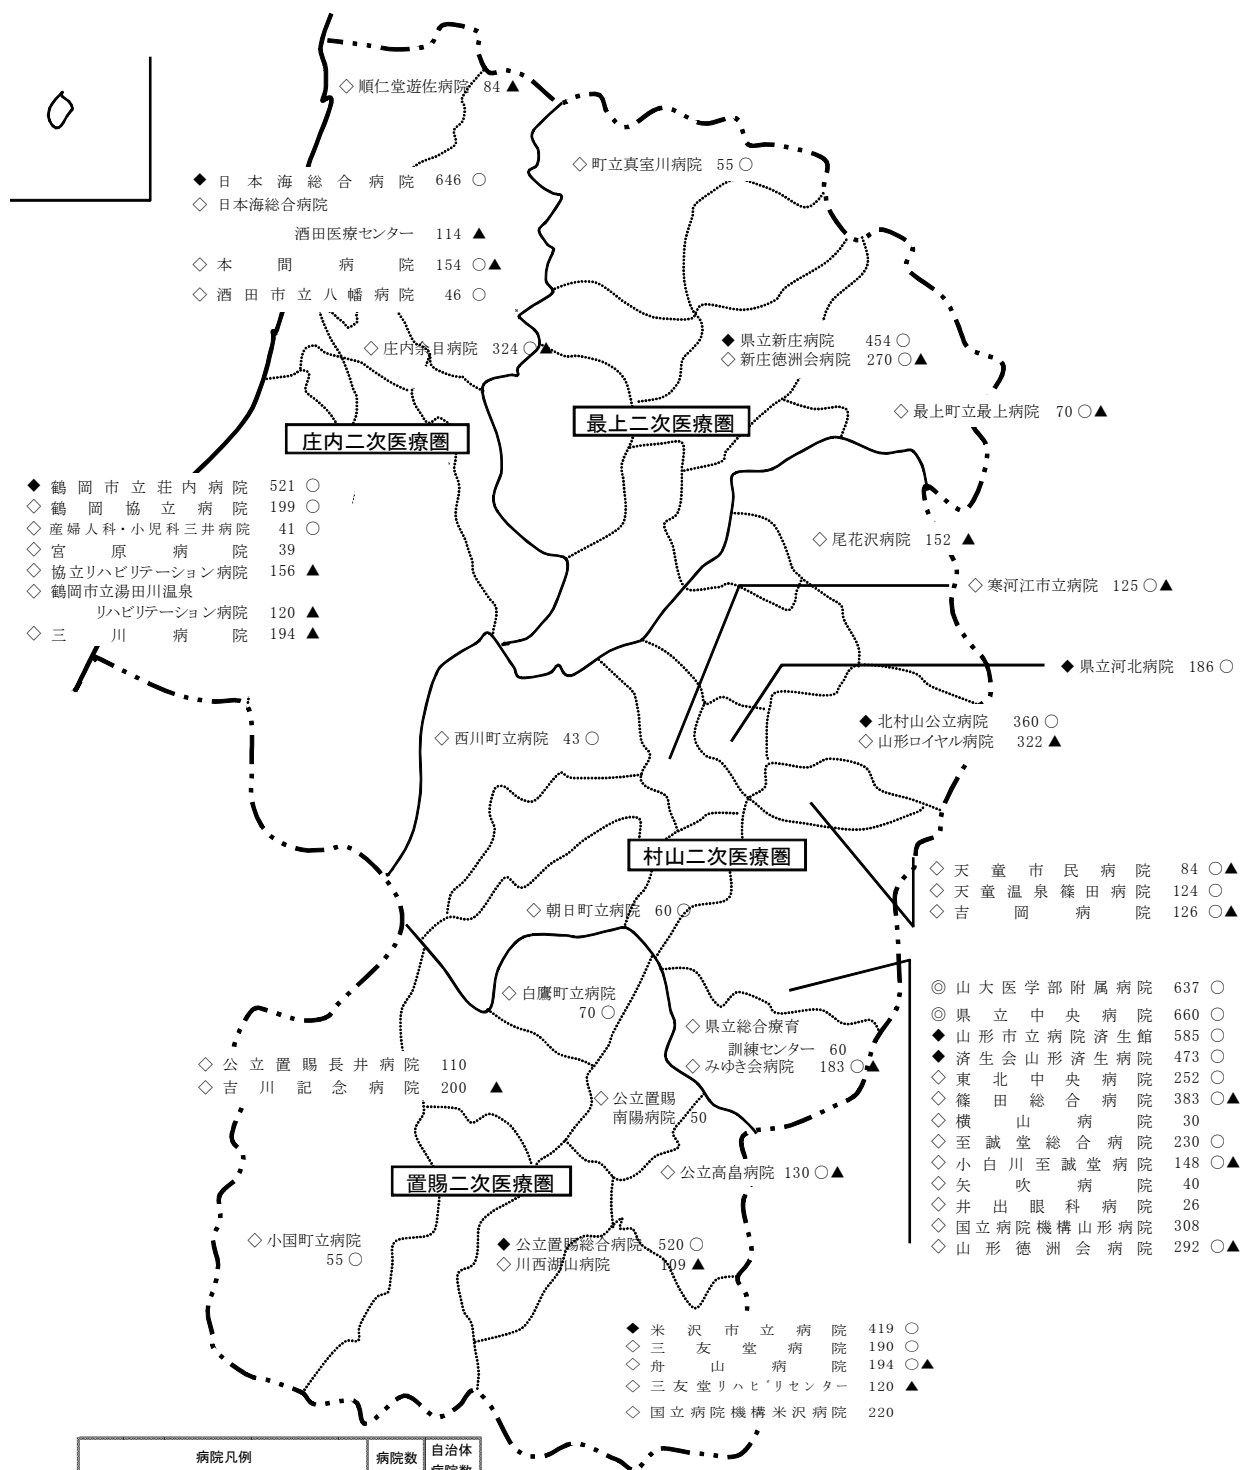 ◇ 順仁堂遊佐病院 84 ▲
◇ 町立真室川病院 55 ○
◆ 日本海総合病院 646 ○
◇ 日本海総合病院
酒田医療センター 114 ▲
◇ 本間病院 154 ○▲
◇ 酒田市立八幡病院 46 ○
◇ 庄内余目病院 324 ○▲
◆ 県立新庄病院 454 ○
◇ 新庄徳洲会病院 270 ○▲
◇ 最上町立最上病院 70 ○▲
最上二次医療圏
庄内二次医療圏
◆ 鶴岡市立荘内病院 521 ○
◇ 鶴岡協立病院 199 ○
◇ 産婦人科・小児科三井病院 41 ○
◇ 宮原病院 39
◇ 協立リハビリテーション病院 156 ▲
◇ 鶴岡市立湯田川温泉
リハビリテーション病院 120 ▲
◇ 三川病院 194 ▲
◇ 尾花沢病院 152 ▲
◇ 寒河江市立病院 125 ○▲
◆ 県立河北病院 186 ○
◆ 北村山公立病院 360 ○
◇ 山形ロイヤル病院 322 ▲
◇ 西川町立病院 43 ○
村山二次医療圏
◇ 天童市民病院 84 ○▲
◇ 天童温泉篠田病院 124 ○
◇ 吉岡病院 126 ○▲
◇ 朝日町立病院 60 ○
◇ 白鷹町立病院
70 ○
◎ 山大医学部附属病院 637 ○
◎ 県立中央病院 660 ○
◆ 山形市立病院済生館 585 ○
◆ 済生会山形済生病院 473 ○
◇ 東北中央病院 252 ○
◇ 篠田総合病院 383 ○▲
◇ 横山病院 30
◇ 至誠堂総合病院 230 ○
◇ 小白川至誠堂病院 148 ○▲
◇ 矢吹病院 40
◇ 井出眼科病院 26
◇ 国立病院機構山形病院 308
◇ 山形徳洲会病院 292 ○▲
◇ 県立総合療育
訓練センター 60
◇ みゆき会病院 183 ○▲
◇ 公立置賜長井病院 110
◇ 吉川記念病院 200 ▲
◇ 公立置賜
南陽病院 50
◇ 公立高畠病院 130 ○▲
置賜二次医療圏
◇ 小国町立病院
55 ○
◆ 公立置賜総合病院 520 ○
◇ 川西湖山病院 109 ▲
◆ 米沢市立病院 419 ○
◇ 三友堂病院 190 ○
◇ 舟山病院 194 ○▲
◇ 三友堂リハビリセンター 120 ▲
◇ 国立病院機構米沢病院 220
病院凡例 病院数 自治体
病院数